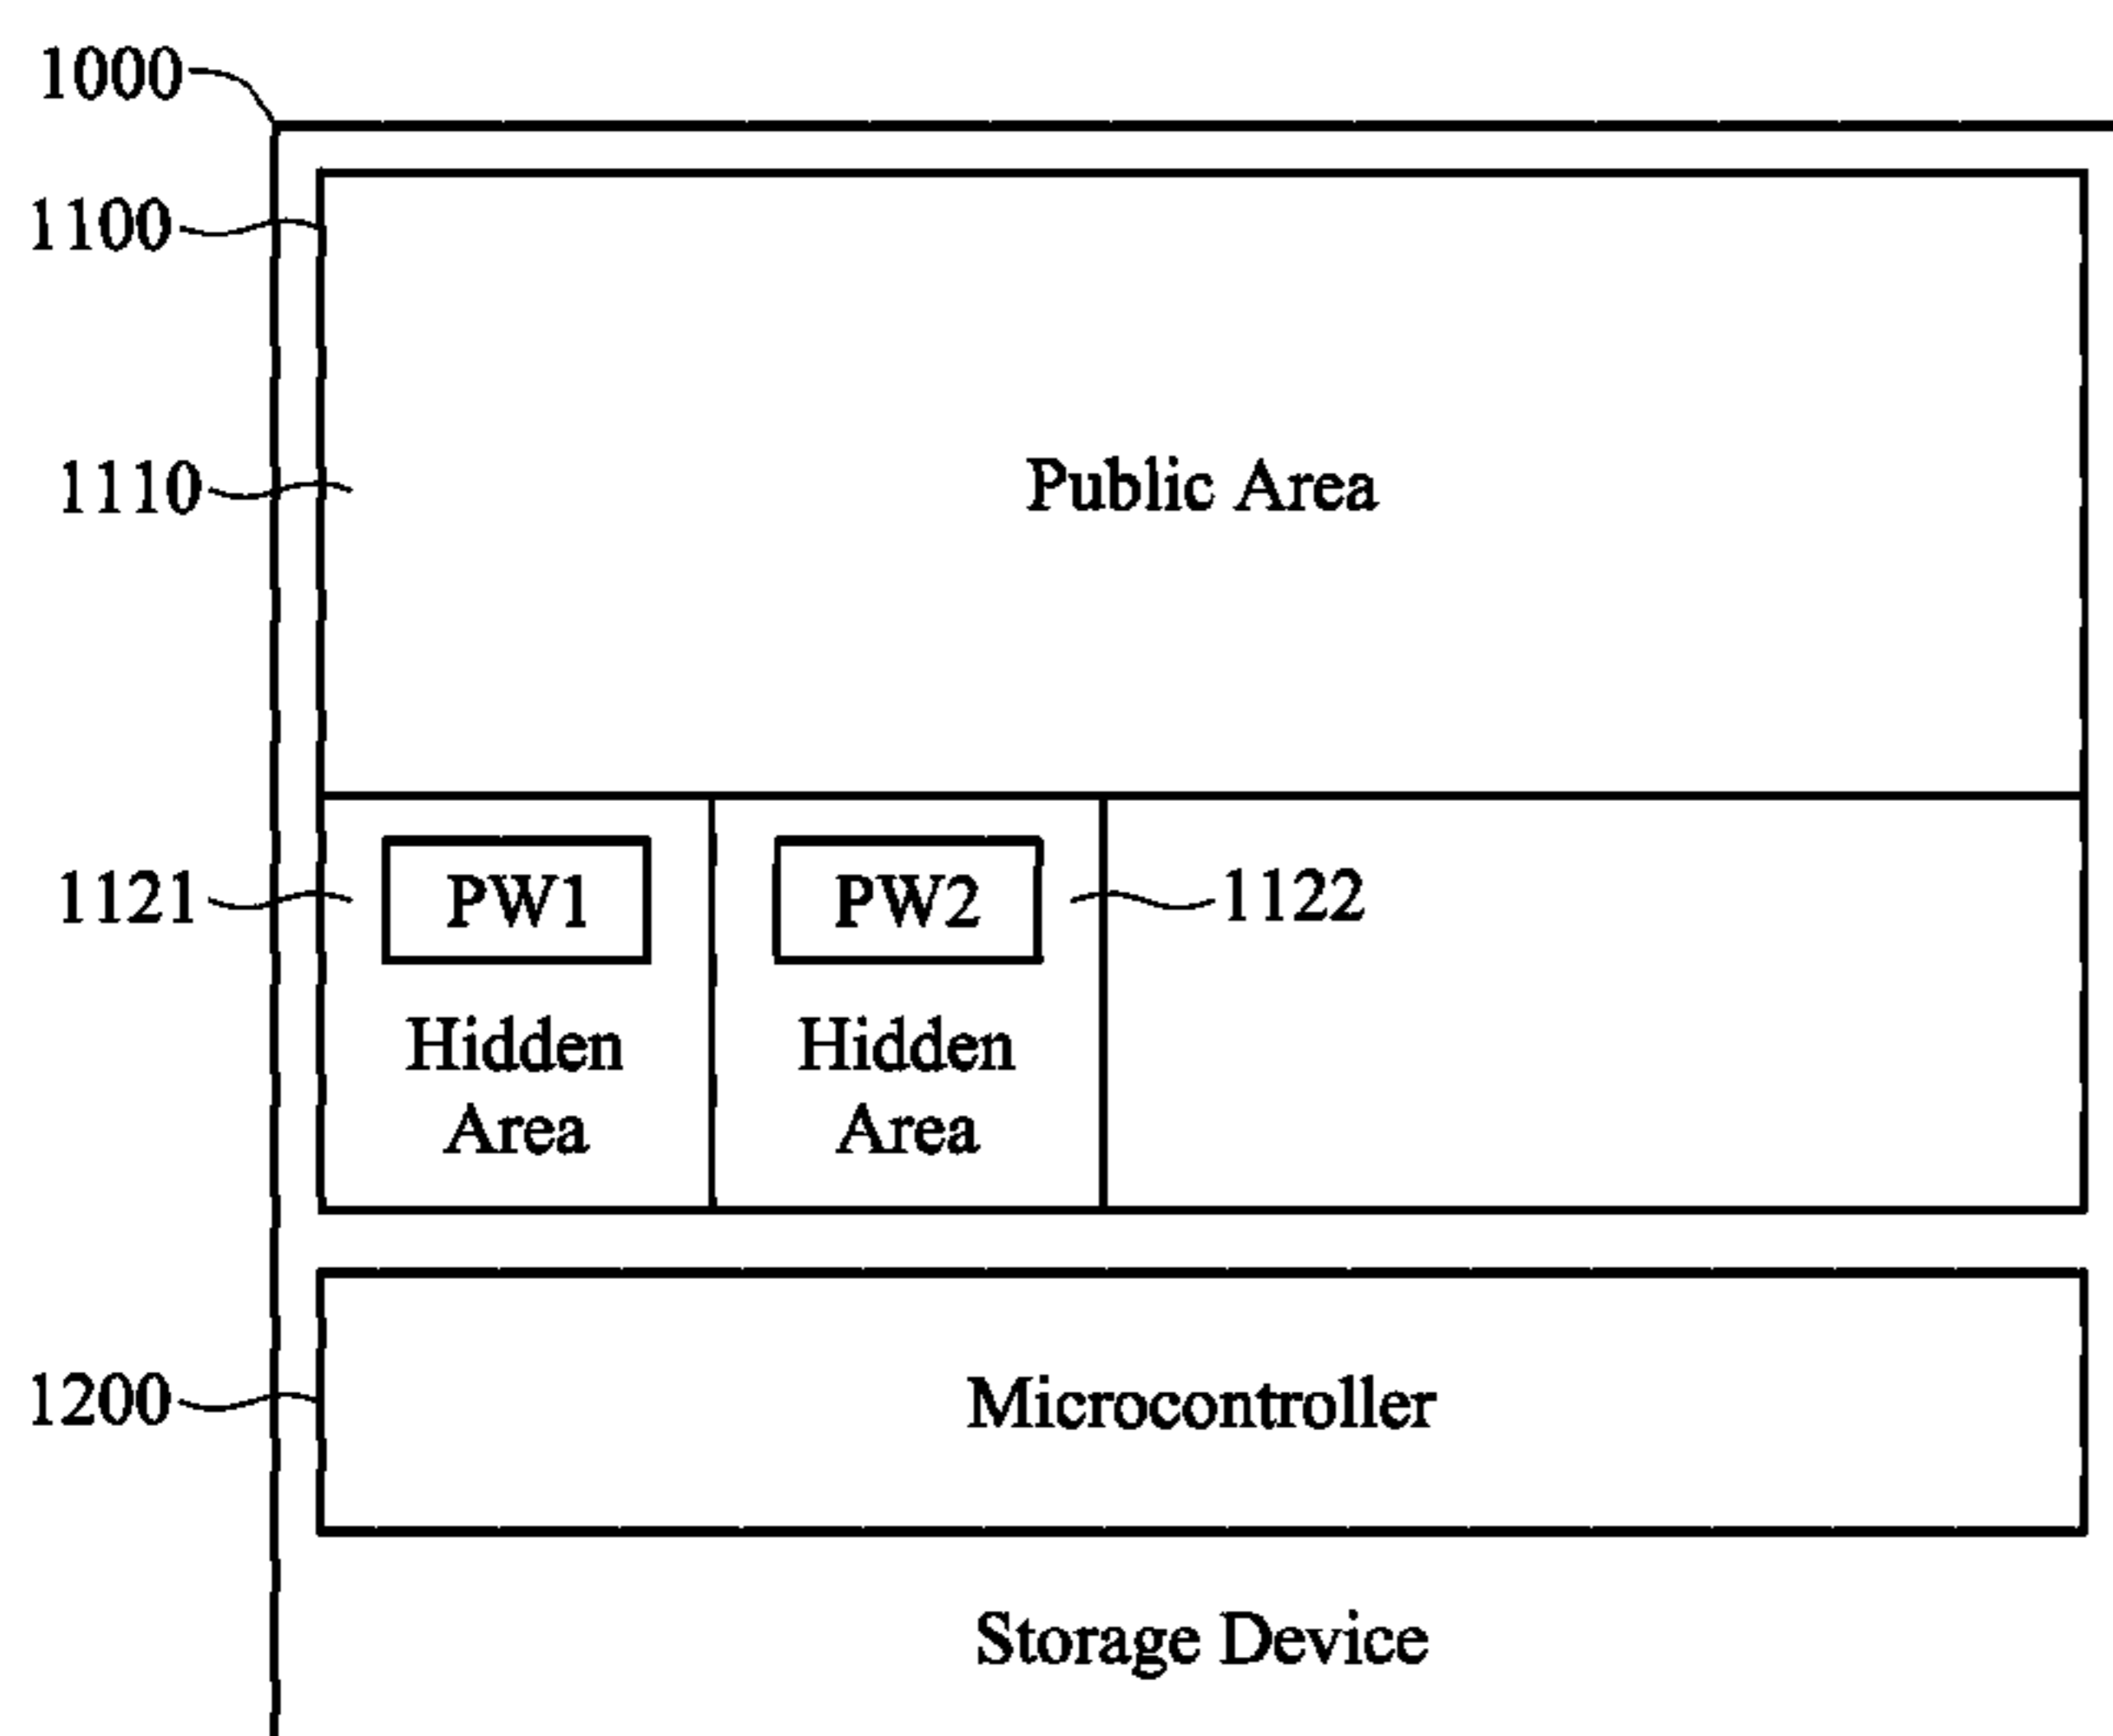 1000
1100
1110
Public Area
1121
PW1
PW2
1122
Hidden
Area
Hidden
Area
1200
Microcontroller
Storage Device